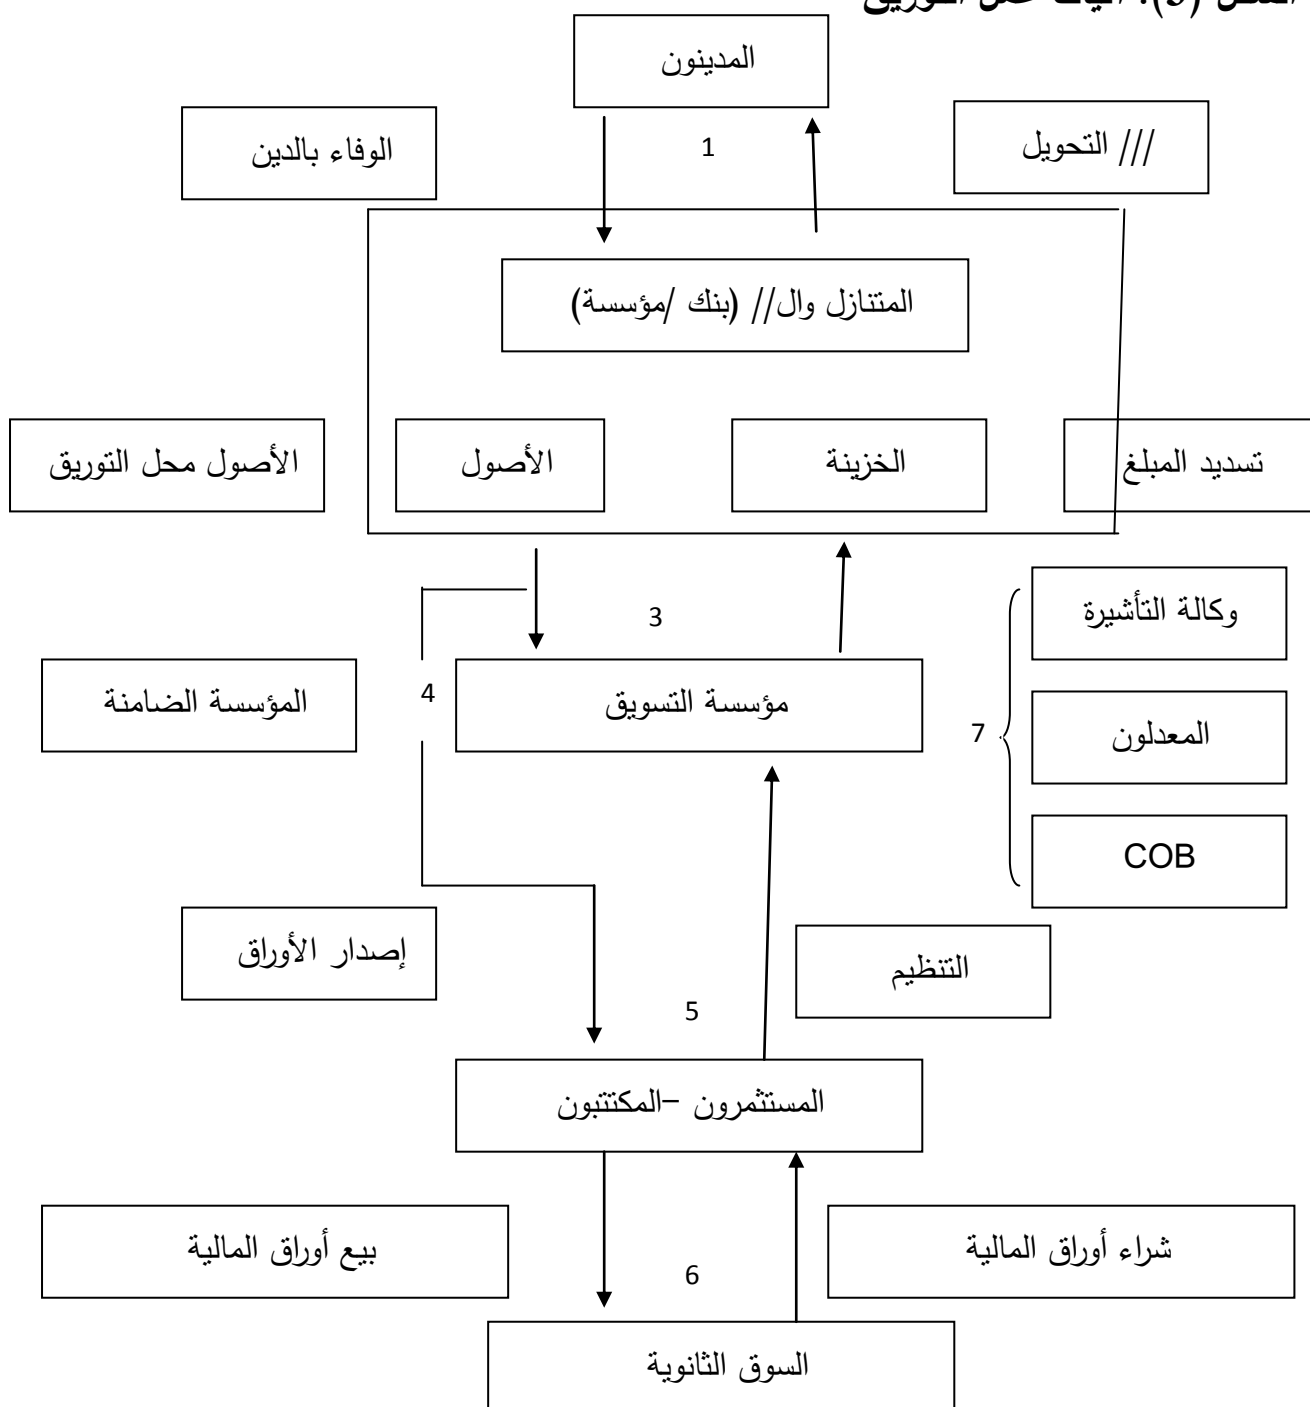 المدينون
الوفاء بالدين
1
/// التحويل
المتنازل وال// (بنك /مؤسسة)
تسديد المبلغ
الخزينة
الأصول
الأصول محل التوريق
وكالة التأشيرة
3
مؤسسة التسويق
4
المؤسسة الضامنة
المعدلون
7
COB
إصدار الأوراق
التنظيم
5
المستثمرون –المكتتبون
شراء أوراق المالية
بيع أوراق المالية
6
السوق الثانوية